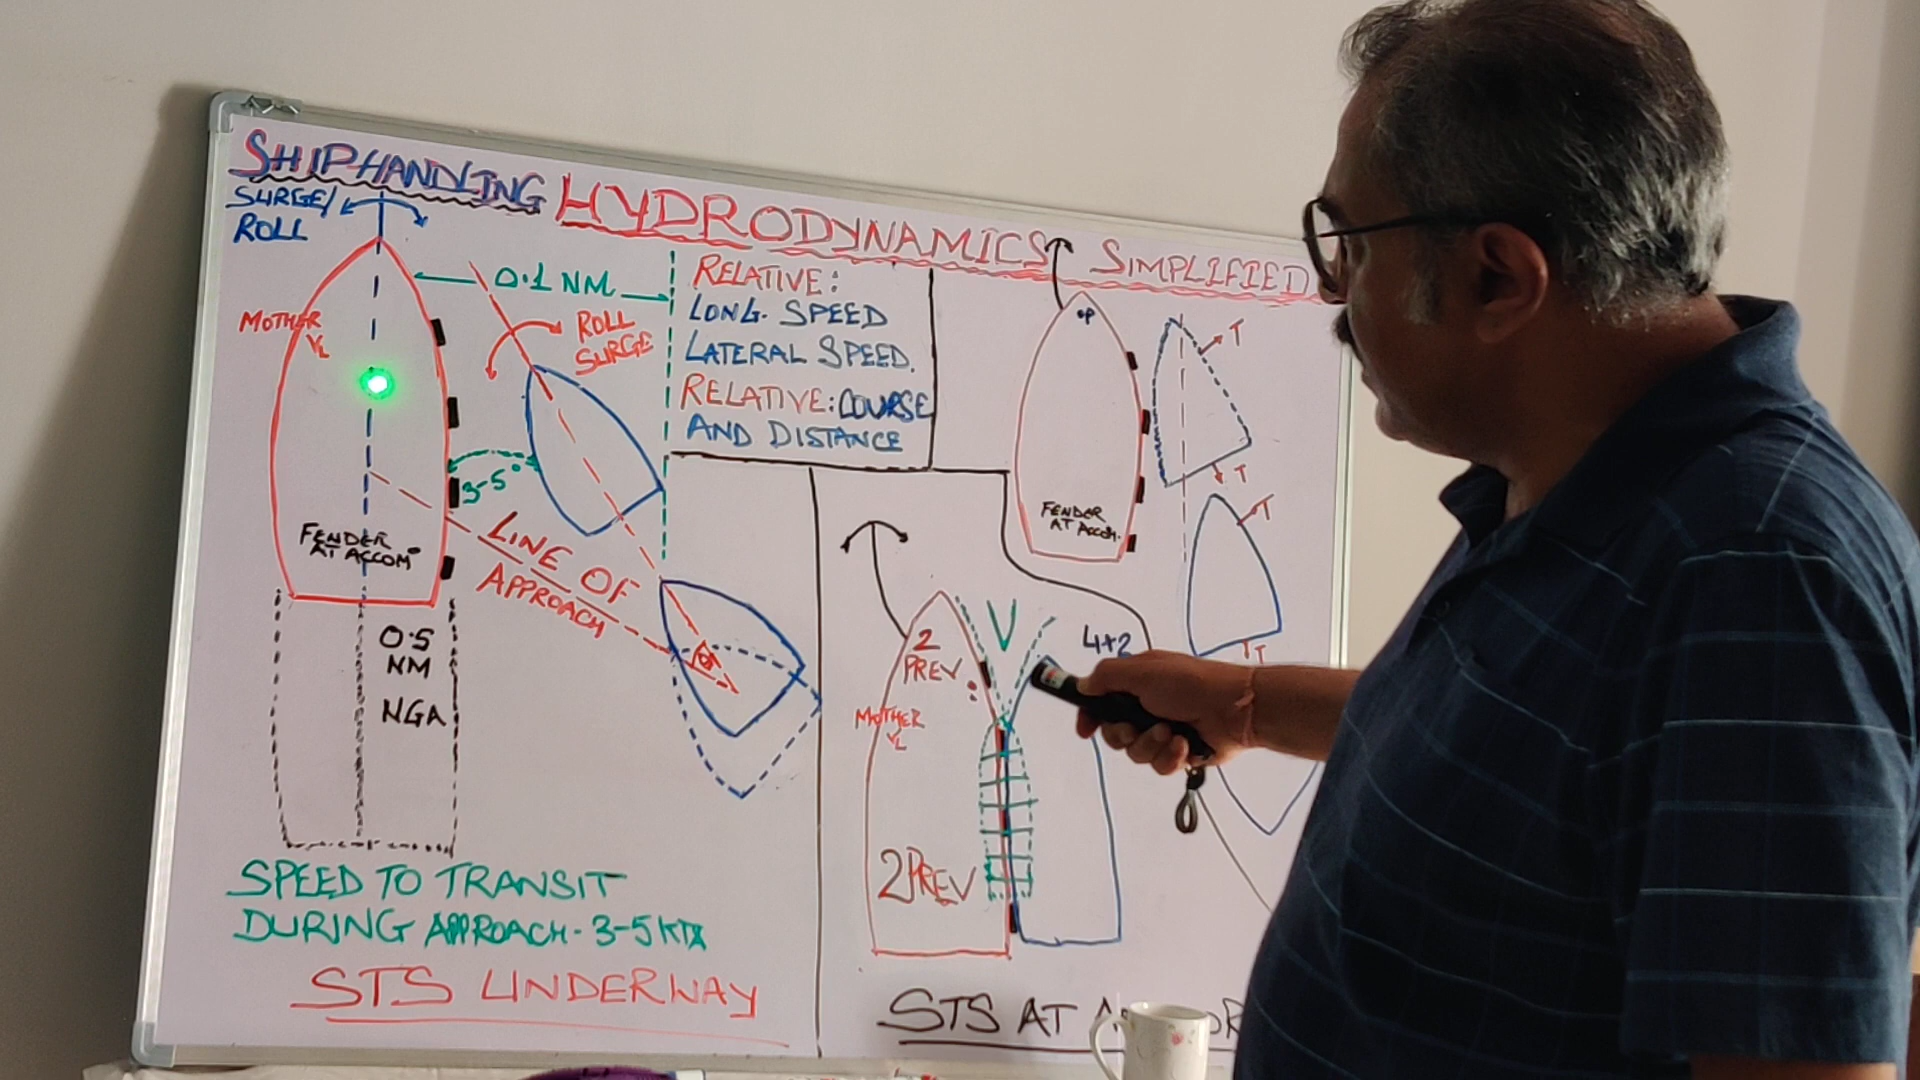 SHIPHANDLING HYDRODYNAMICS SIMPLIFIED
SURGE/
ROLL
0.1 NM
MOTHER
VL
ROLL
SURGE
3-5°
FENDER
AT ACCOM
LINE OF
APPROACH
0.5
NM
NGA
SPEED TO TRANSIT
DURING APPROACH - 3-5 KTS
STS UNDERWAY
RELATIVE:
LONG. SPEED
LATERAL SPEED.
RELATIVE: COURSE
AND DISTANCE
FENDER
AT ACCOM.
T
T
T
T T
2
PREV
V
4+2
MOTHER
VL
2 PREV
STS AT